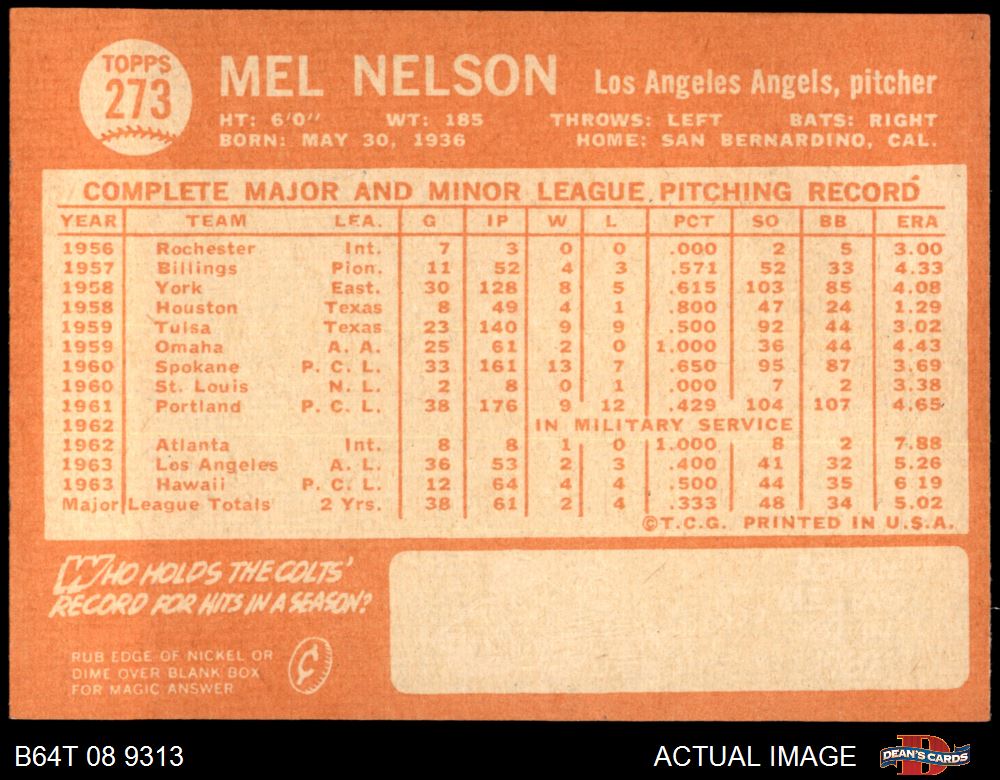 TOPPS
273
MEL NELSON Los Angeles Angels, pitcher
HT: 6'0" WT: 185 THROWS: LEFT BATS: RIGHT
BORN: MAY 30, 1936 HOME: SAN BERNARDINO, CAL.
COMPLETE MAJOR AND MINOR LEAGUE PITCHING RECORD
YEAR TEAM LEA. G IP W L PCT SO BB ERA
1956 Rochester Int. 7 3 0 0 .000 2 5 3.00
1957 Billings Pion. 11 52 4 3 .571 52 33 4.33
1958 York East. 30 128 8 5 .615 103 85 4.08
1958 Houston Texas 8 49 4 1 .800 47 24 1.29
1959 Tulsa Texas 23 140 9 9 .500 92 44 3.02
1959 Omaha A. A. 25 61 2 0 1.000 36 44 4.43
1960 Spokane P. C. L. 33 161 13 7 .650 95 87 3.69
1960 St. Louis N. L. 2 8 0 1 .000 7 2 3.38
1961 Portland P. C. L. 38 176 9 12 .429 104 107 4.65
1962 IN MILITARY SERVICE
1962 Atlanta Int. 8 8 1 0 1.000 8 2 7.88
1963 Los Angeles A. L. 36 53 2 3 .400 41 32 5.26
1963 Hawaii P. C. L. 12 64 4 4 .500 44 35 6 19
Major League Totals 2 Yrs. 38 61 2 4 .333 48 34 5.02
©T.C.G. PRINTED IN U.S.A.
WHO HOLDS THE COLTS'
RECORD FOR HITS IN A SEASON?
RUB EDGE OF NICKEL OR
DIME OVER BLANK BOX
FOR MAGIC ANSWER
¢
B64T 08 9313 ACTUAL IMAGE DEAN'S CARDS